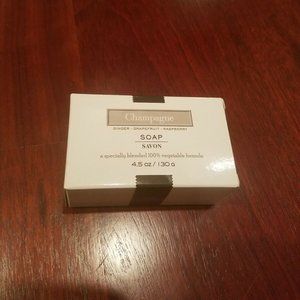 Champagne
GINGER - GRAPEFRUIT - RASPBERRY
SOAP
SAVON
a specially blended 100% vegetable formula
4.5 oz / 130 G